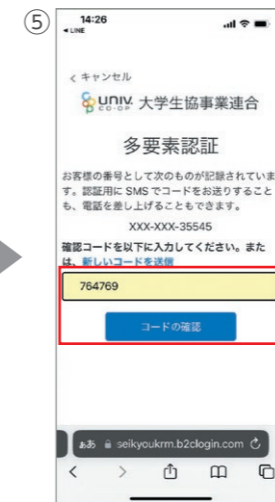 ⑤
14:26
◀ LINE
< キャンセル
univ. CO-OP 大学生協事業連合
多要素認証
お客様の番号として次のものが記録されていま
す。認証用に SMS でコードをお送りすること
も、電話を差し上げることもできます。
XXX-XXX-35545
確認コードを以下に入力してください。また
は、新しいコードを送信
764769
コードの確認
ぁあ seikyoukrm.b2clogin.com